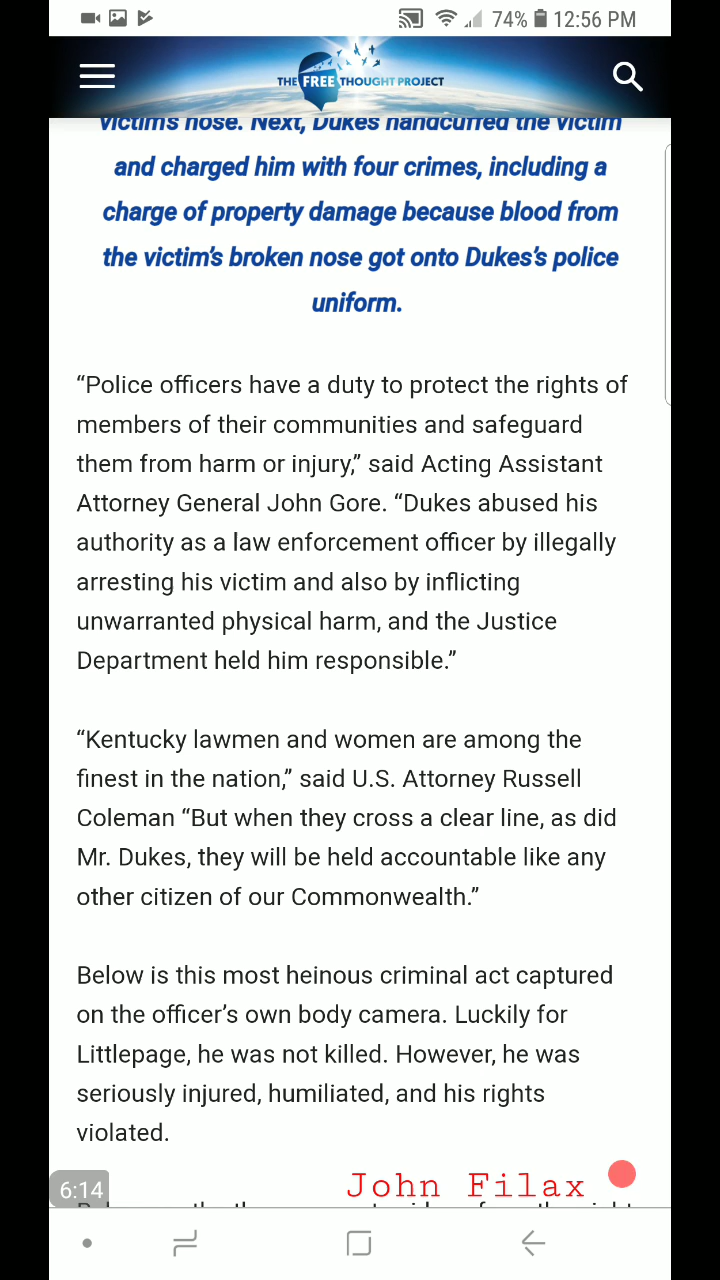 74% 12:56 PM
THE FREE THOUGHT PROJECT
victim's nose. Next, Dukes handcuffed the victim
and charged him with four crimes, including a
charge of property damage because blood from
the victim's broken nose got onto Dukes's police
uniform.
“Police officers have a duty to protect the rights of
members of their communities and safeguard
them from harm or injury,” said Acting Assistant
Attorney General John Gore. “Dukes abused his
authority as a law enforcement officer by illegally
arresting his victim and also by inflicting
unwarranted physical harm, and the Justice
Department held him responsible.”
“Kentucky lawmen and women are among the
finest in the nation,” said U.S. Attorney Russell
Coleman “But when they cross a clear line, as did
Mr. Dukes, they will be held accountable like any
other citizen of our Commonwealth.”
Below is this most heinous criminal act captured
on the officer’s own body camera. Luckily for
Littlepage, he was not killed. However, he was
seriously injured, humiliated, and his rights
violated.
John Filax
6:14